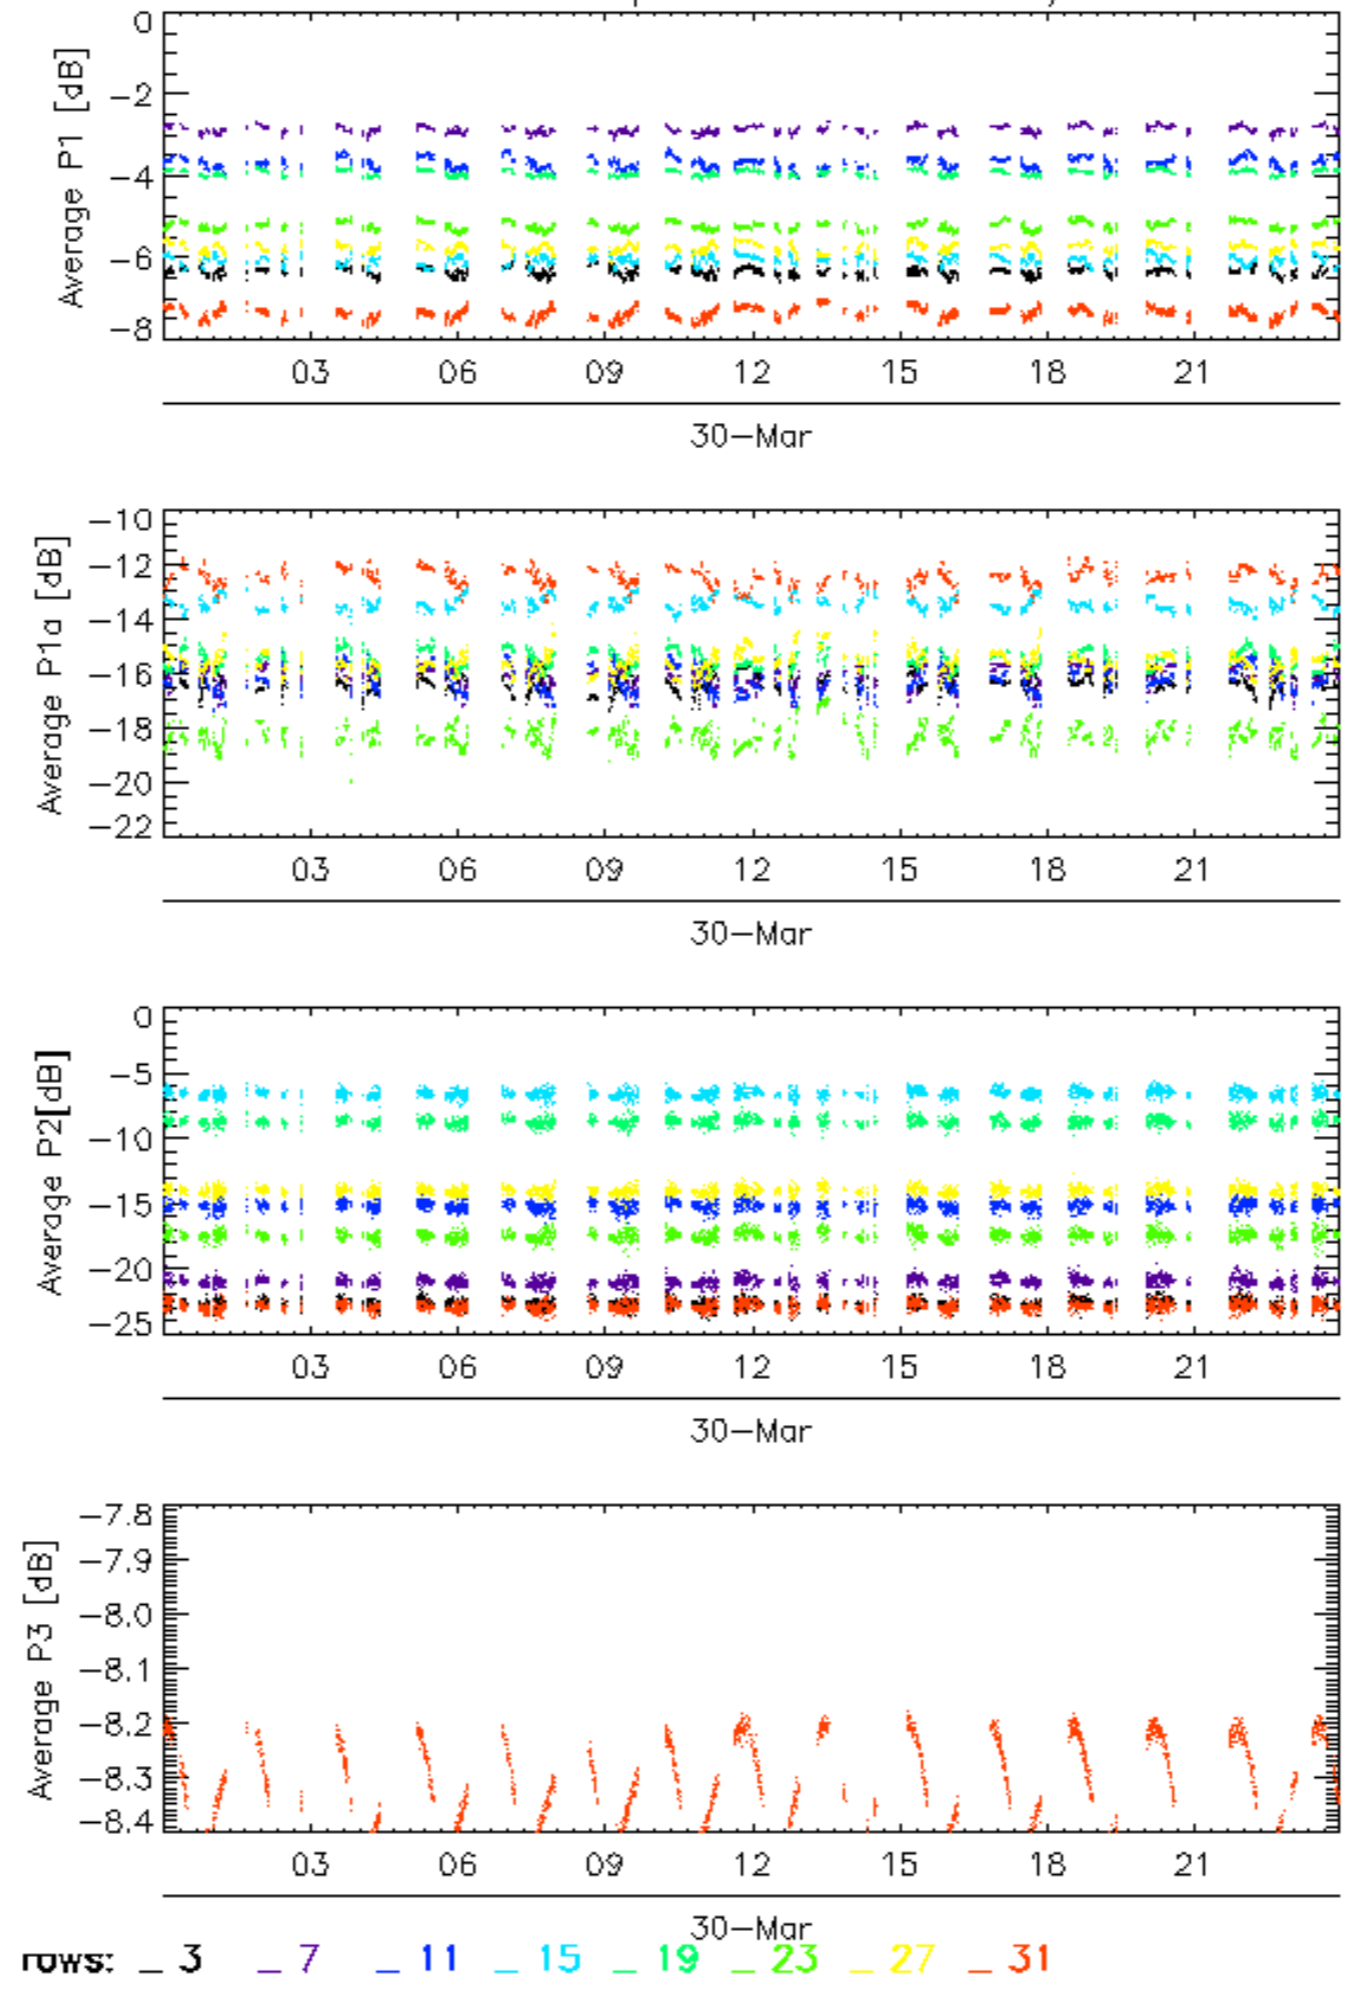 0
-2
-4
-6
-8
Average P1 [dB]
03 06 09 12 15 18 21
30-Mar
-10
-12
-14
-16
-18
-20
-22
Average P1a [dB]
03 06 09 12 15 18 21
30-Mar
0
-5
-10
-15
-20
-25
Average P2[dB]
03 06 09 12 15 18 21
30-Mar
-7.8
-7.9
-8.0
-8.1
-8.2
-8.3
-8.4
Average P3 [dB]
03 06 09 12 15 18 21
30-Mar
rows: _ 3 _ 7 _ 11 _ 15 _ 19 _ 23 _ 27 _ 31